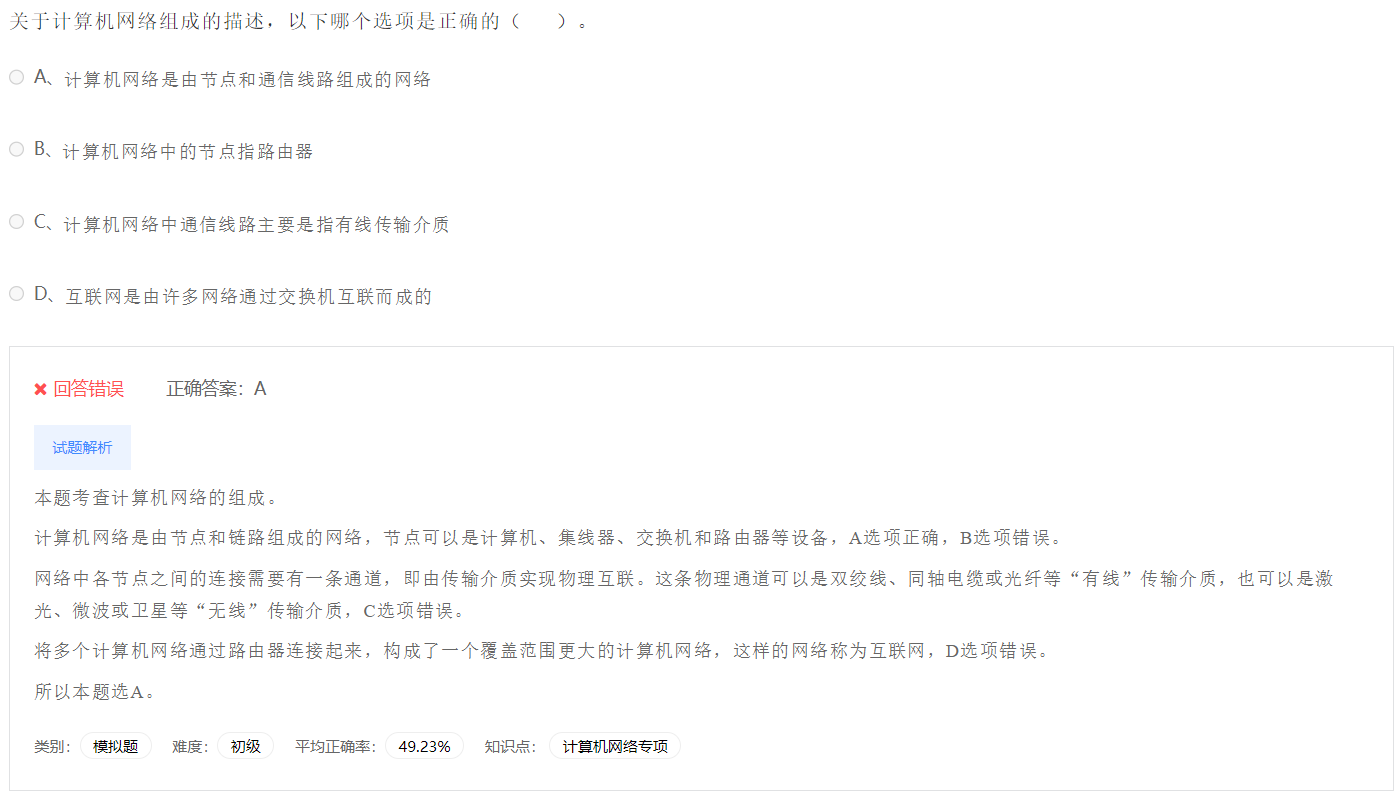 关于计算机网络组成的描述，以下哪个选项是正确的（　　）。
A、计算机网络是由节点和通信线路组成的网络
B、计算机网络中的节点指路由器
C、计算机网络中通信线路主要是指有线传输介质
D、互联网是由许多网络通过交换机互联而成的
回答错误 正确答案：A
试题解析
本题考查计算机网络的组成。
计算机网络是由节点和链路组成的网络，节点可以是计算机、集线器、交换机和路由器等设备，A选项正确，B选项错误。
网络中各节点之间的连接需要有一条通道，即由传输介质实现物理互联。这条物理通道可以是双绞线、同轴电缆或光纤等“有线”传输介质，也可以是激
光、微波或卫星等“无线”传输介质，C选项错误。
将多个计算机网络通过路由器连接起来，构成了一个覆盖范围更大的计算机网络，这样的网络称为互联网，D选项错误。
所以本题选A。
类别： 模拟题 难度： 初级 平均正确率： 49.23% 知识点： 计算机网络专项